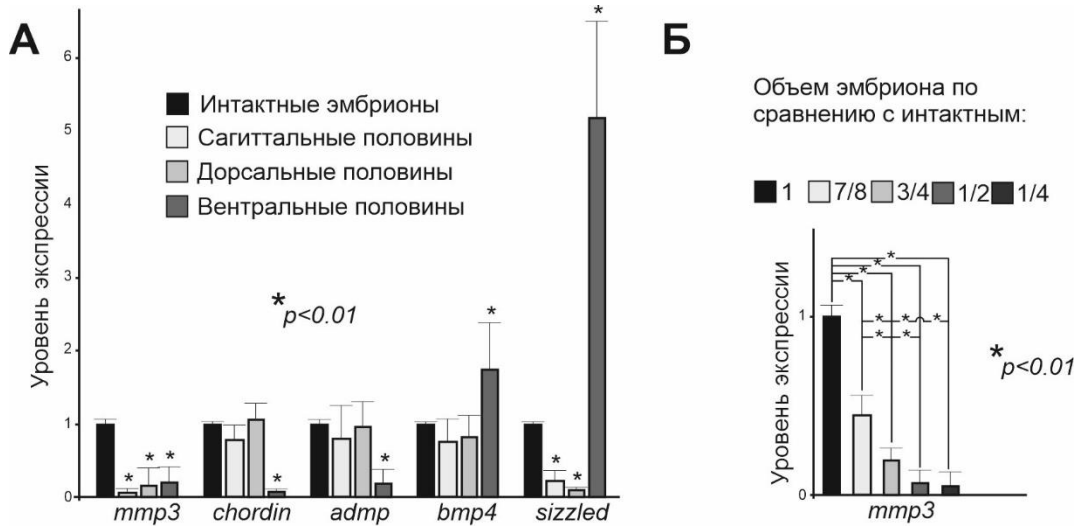 А
6
5
4
3
2
1
0
Уровень экспрессии
Интактные эмбрионы
Сагиттальные половины
Дорсальные половины
Вентральные половины
*p<0.01
* * * * * * * * *
mmp3 chordin admp bmp4 sizzled
Б
Объем эмбриона по
сравнению с интактным:
1 7/8 3/4 1/2 1/4
Уровень экспрессии
1
0
*
*
*
*
* * *
* *
*p<0.01
mmp3